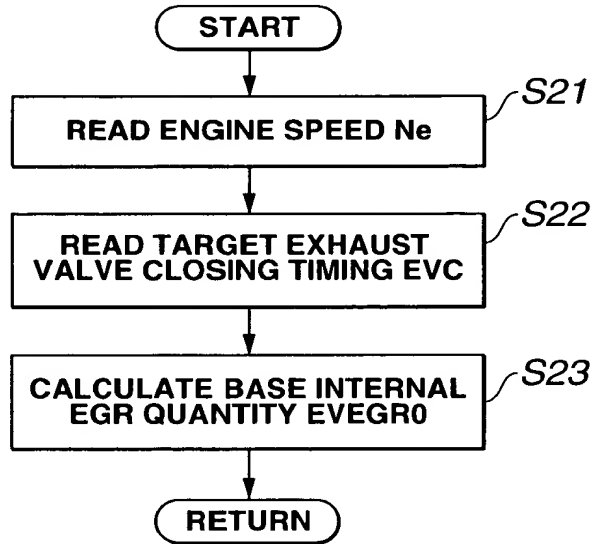 START
S21
READ ENGINE SPEED Ne
S22
READ TARGET EXHAUST
VALVE CLOSING TIMING EVC
S23
CALCULATE BASE INTERNAL
EGR QUANTITY EVEGR0
RETURN